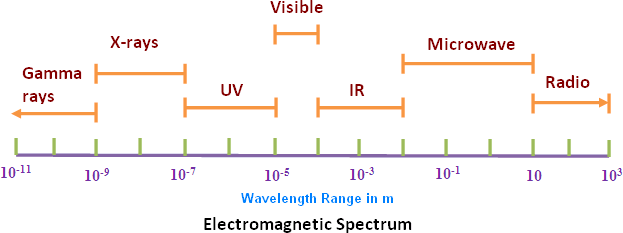 Visible
X-rays
Microwave
Gamma
rays
UV
IR
Radio
10-11
10-9
10-7
10-5
10-3
10-1
10
103
Wavelength Range in m
Electromagnetic Spectrum